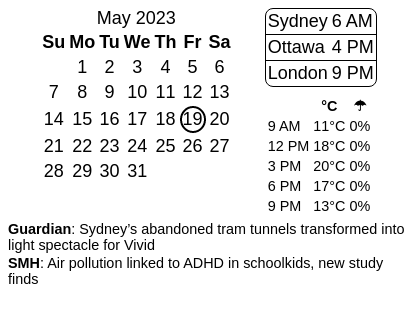 May 2023
Su Mo Tu We Th Fr Sa
1 2 3 4 5 6
7 8 9 10 11 12 13
14 15 16 17 18 19 20
21 22 23 24 25 26 27
28 29 30 31
Sydney 6 AM
Ottawa 4 PM
London 9 PM
°C ☂
9 AM 11°C 0%
12 PM 18°C 0%
3 PM 20°C 0%
6 PM 17°C 0%
9 PM 13°C 0%
Guardian: Sydney’s abandoned tram tunnels transformed into
light spectacle for Vivid
SMH: Air pollution linked to ADHD in schoolkids, new study
finds